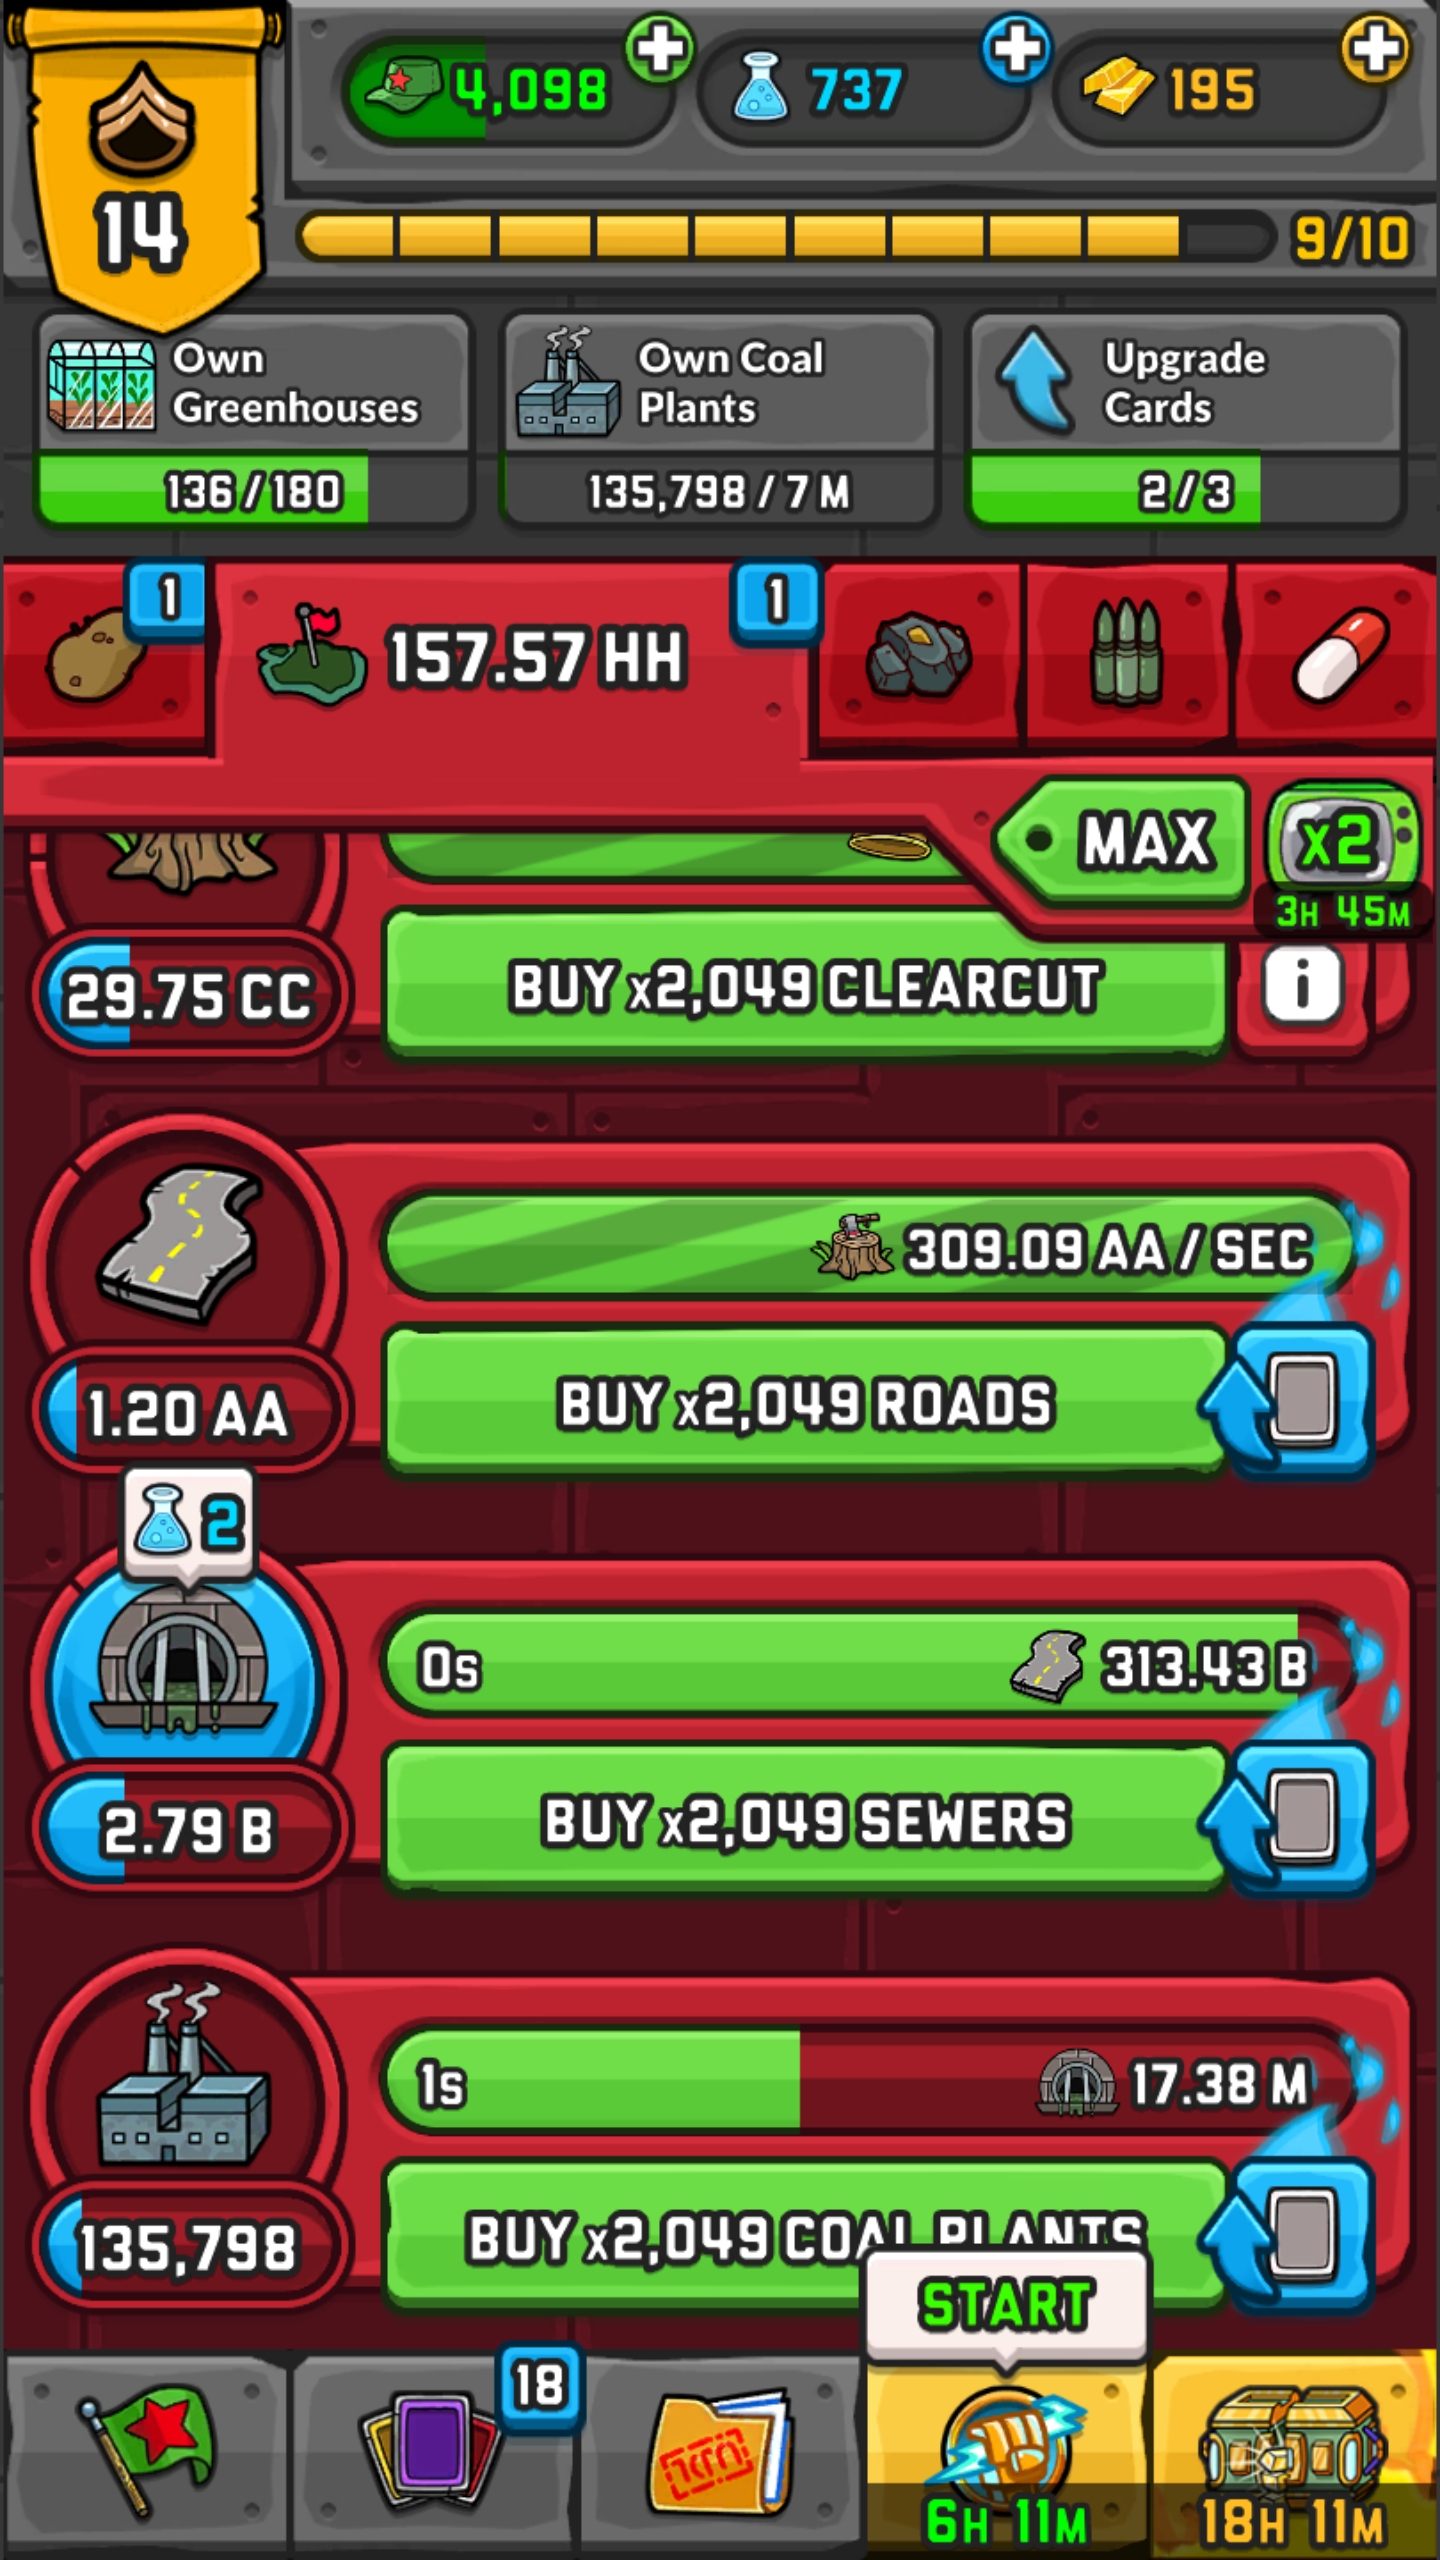 14
4,098
737
195
9/10
Own
Greenhouses
136/180
Own Coal
Plants
135,798/7 M
Upgrade
Cards
2/3
1
157.57 HH
1
MAX
x2
3H 45M
29.75 CC
BUY x2,049 CLEARCUT
i
309.09 AA/SEC
1.20 AA
BUY x2,049 ROADS
2
0s
313.43 B
2.79 B
BUY x2,049 SEWERS
1s
17.38 M
135,798
BUY x2,049 COAL PLANTS
START
18
6H 11M
18H 11M